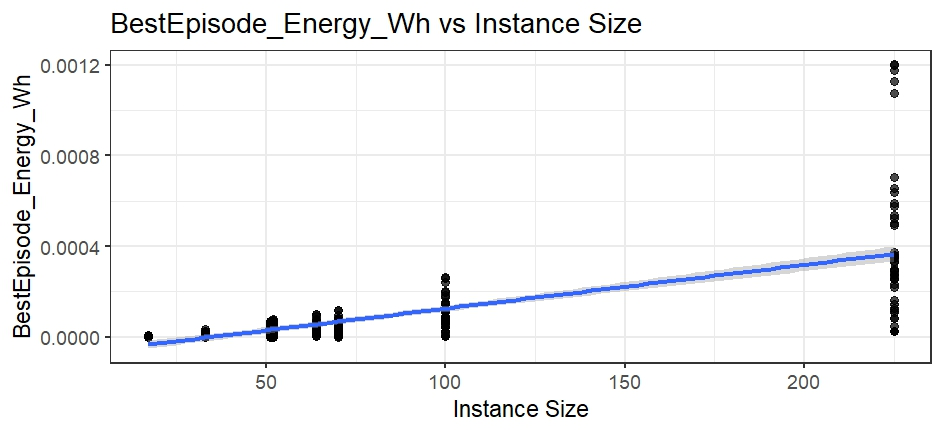 BestEpisode_Energy_Wh vs Instance Size
BestEpisode_Energy_Wh
0.0012
0.0008
0.0004
0.0000
50 100 150 200
Instance Size